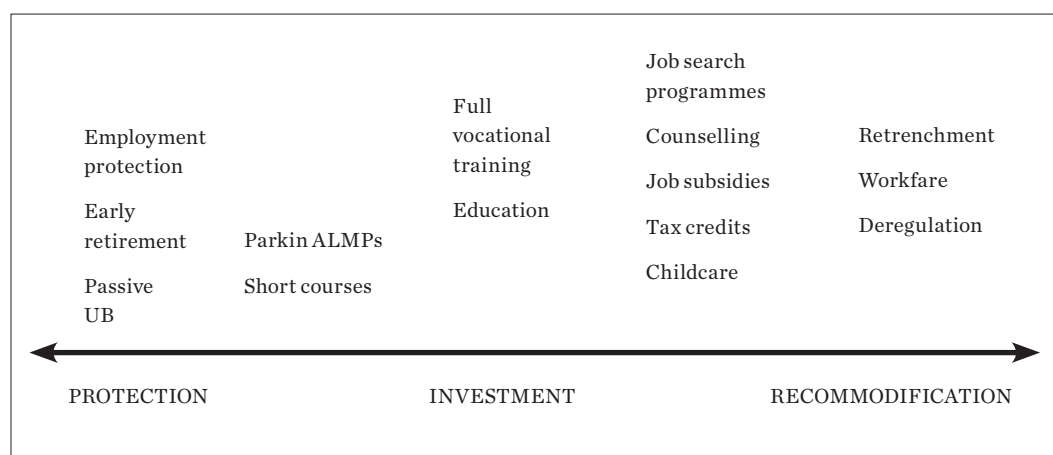 Employment
protection
Early
retirement
Passive
UB
Parkin ALMPs
Short courses
Full
vocational
training
Education
Job search
programmes
Counselling
Job subsidies
Tax credits
Childcare
Retrenchment
Workfare
Deregulation
PROTECTION
INVESTMENT
RECOMMODIFICATION